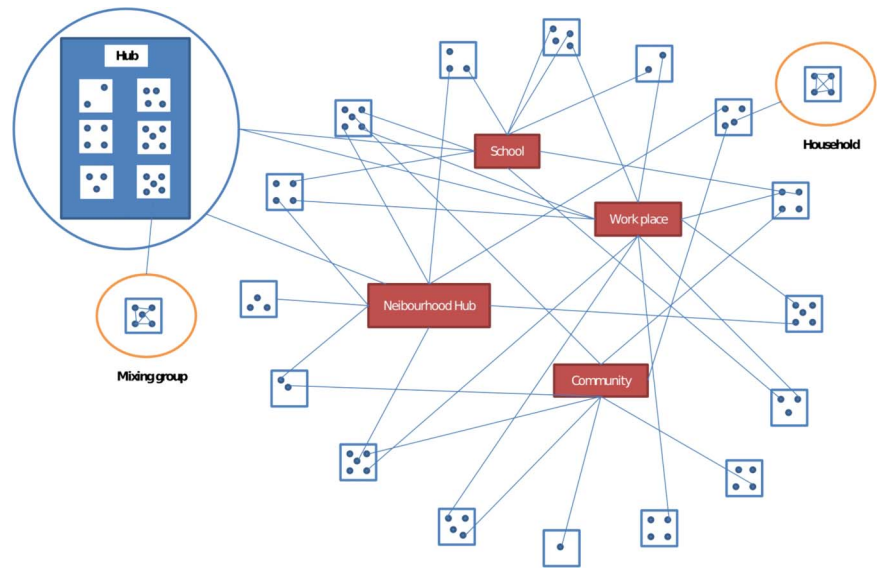 Hub
School
Household
Work place
Neibourhood Hub
Mixing group
Community